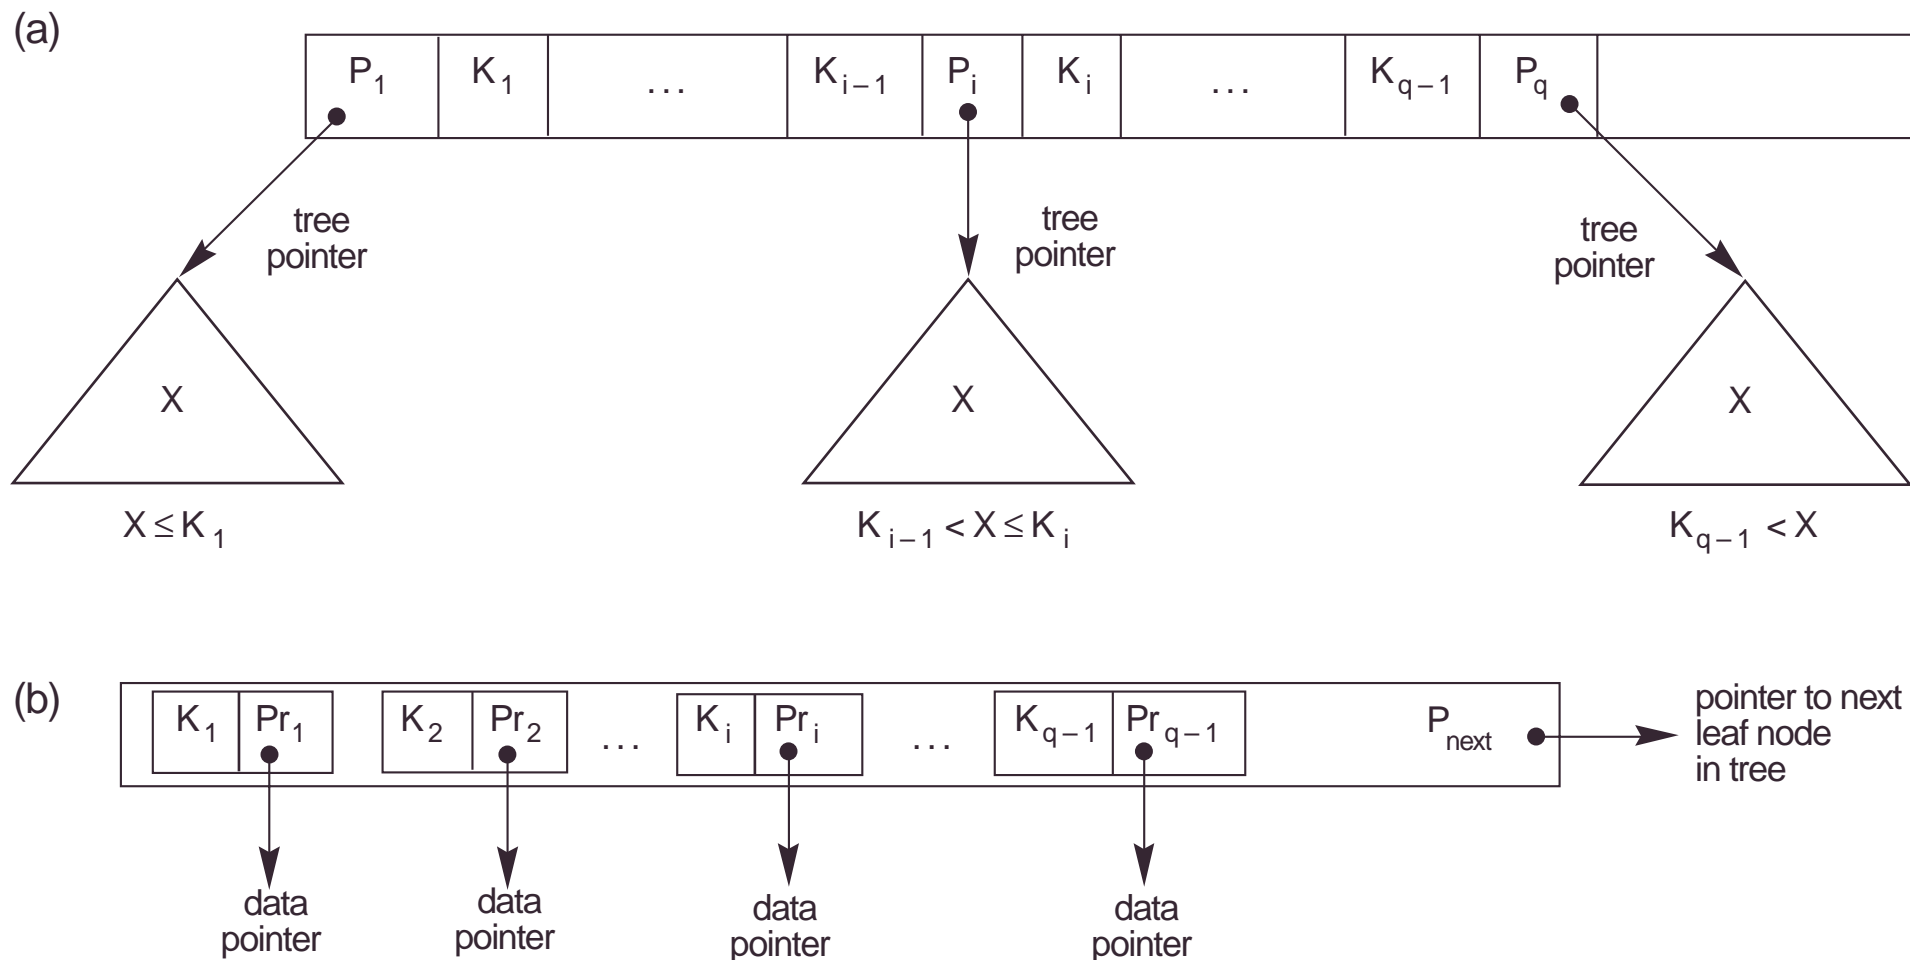 (a)
P1 K1 ... Ki–1 Pi Ki ... Kq–1 Pq
tree
pointer
tree
pointer
tree
pointer
X X X
X ≤ K1
Ki–1 < X ≤ Ki
Kq–1 < X
(b)
K1 Pr1 K2 Pr2 ... Ki Pri ... Kq–1 Prq–1 Pnext
pointer to next
leaf node
in tree
data
pointer
data
pointer
data
pointer
data
pointer